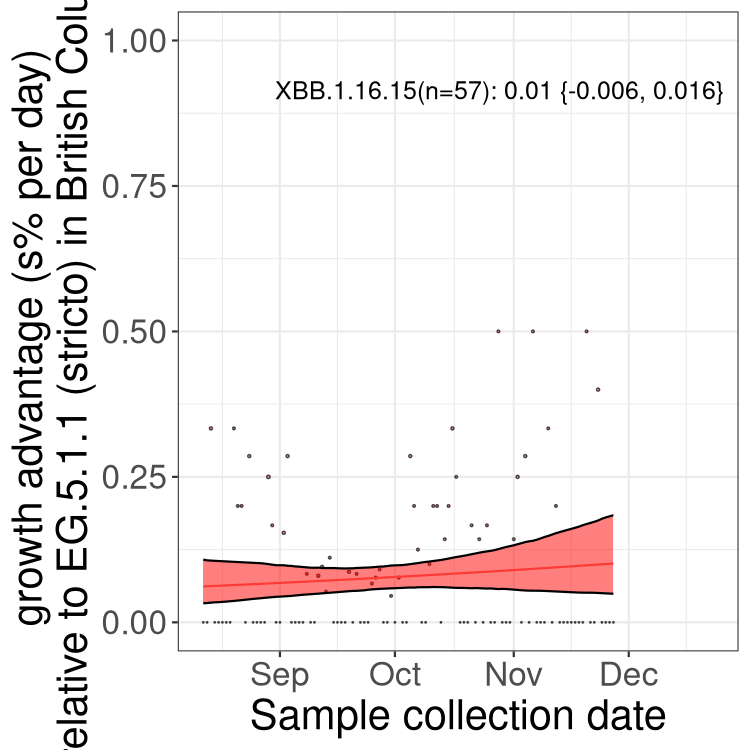 growth advantage (s% per day)
relative to EG.5.1.1 (stricto) in British
1.00
0.75
0.50
0.25
0.00
XBB.1.16.15(n=57): 0.01 {-0.006, 0.016}
Sep Oct Nov Dec
Sample collection date